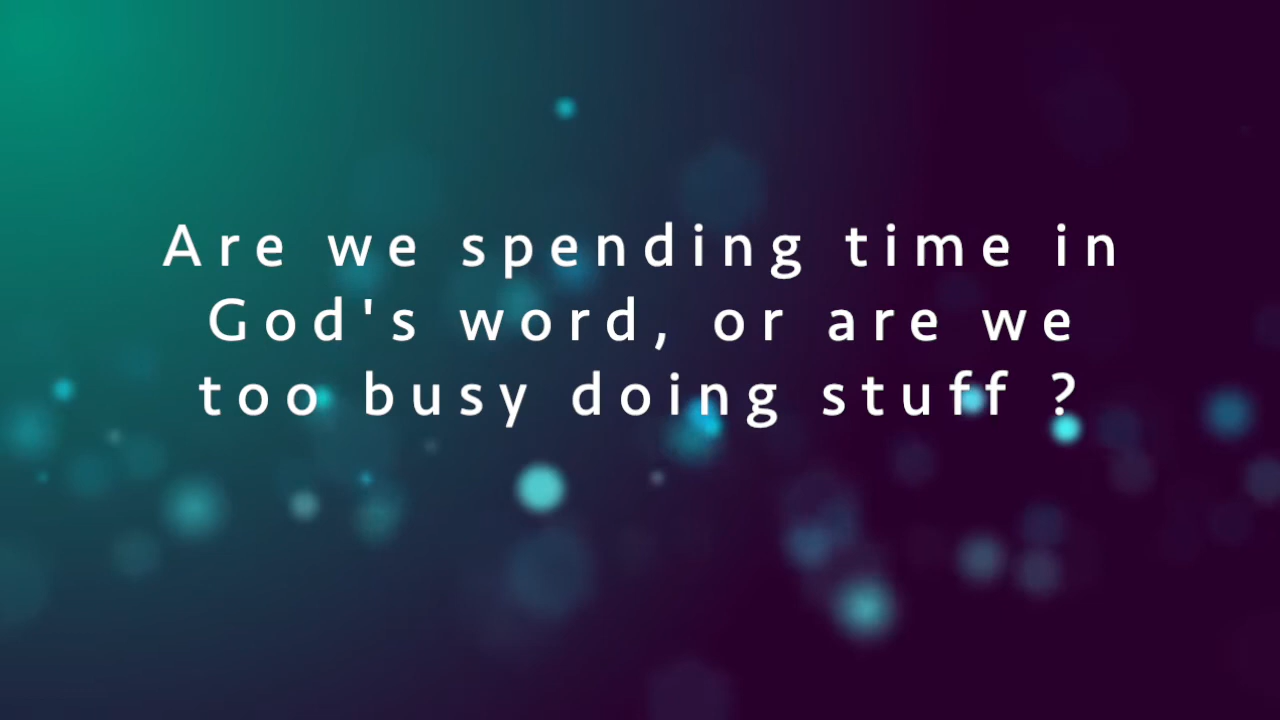 Are we spending time in
God's word, or are we
too busy doing stuff ?